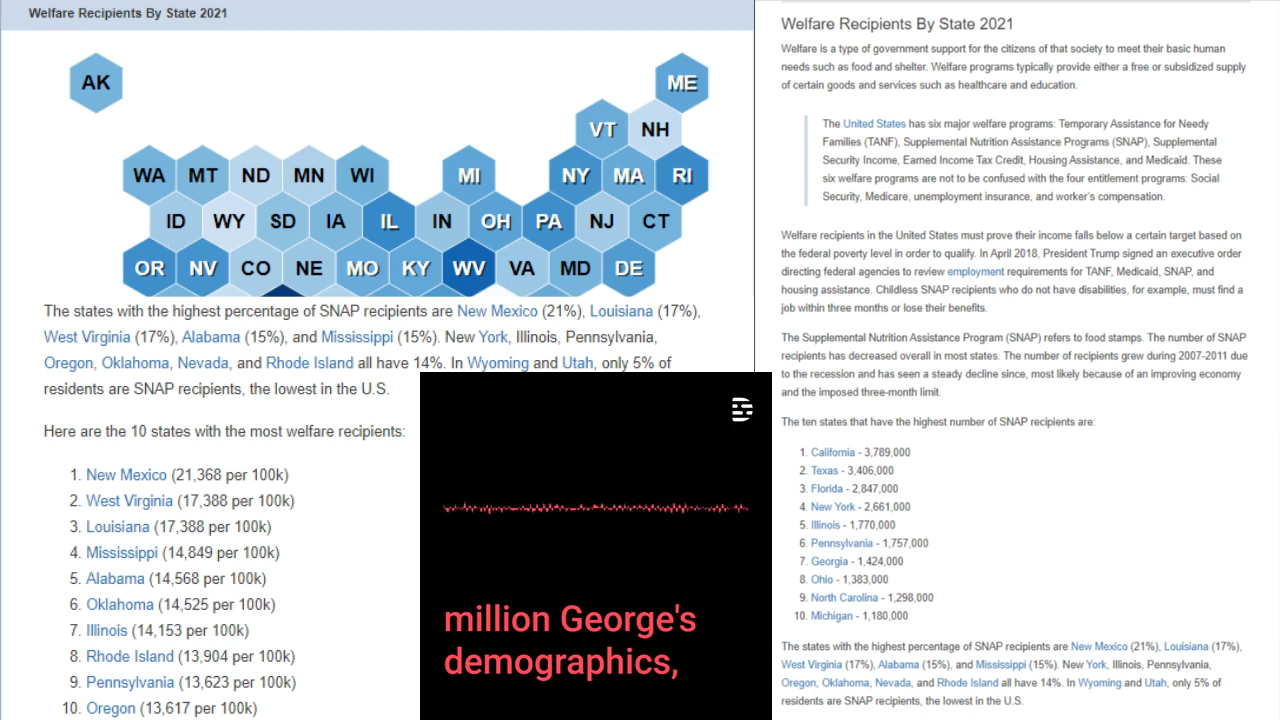 Welfare Recipients By State 2021
AK
ME
VT NH
WA MT ND MN WI MI NY MA RI
ID WY SD IA IL IN OH PA NJ CT
OR NV CO NE MO KY WV VA MD DE
The states with the highest percentage of SNAP recipients are New Mexico (21%), Louisiana (17%),
West Virginia (17%), Alabama (15%), and Mississippi (15%). New York, Illinois, Pennsylvania,
Oregon, Oklahoma, Nevada, and Rhode Island all have 14%. In Wyoming and Utah, only 5% of
residents are SNAP recipients, the lowest in the U.S.
Here are the 10 states with the most welfare recipients:
1. New Mexico (21,368 per 100k)
2. West Virginia (17,388 per 100k)
3. Louisiana (17,388 per 100k)
4. Mississippi (14,849 per 100k)
5. Alabama (14,568 per 100k)
6. Oklahoma (14,525 per 100k)
7. Illinois (14,153 per 100k)
8. Rhode Island (13,904 per 100k)
9. Pennsylvania (13,623 per 100k)
10. Oregon (13,617 per 100k)
million George's
demographics,
Welfare Recipients By State 2021
Welfare is a type of government support for the citizens of that society to meet their basic human
needs such as food and shelter. Welfare programs typically provide either a free or subsidized supply
of certain goods and services such as healthcare and education.
The United States has six major welfare programs: Temporary Assistance for Needy
Families (TANF), Supplemental Nutrition Assistance Programs (SNAP), Supplemental
Security Income, Earned Income Tax Credit, Housing Assistance, and Medicaid. These
six welfare programs are not to be confused with the four entitlement programs: Social
Security, Medicare, unemployment insurance, and worker's compensation.
Welfare recipients in the United States must prove their income falls below a certain target based on
the federal poverty level in order to qualify. In April 2018, President Trump signed an executive order
directing federal agencies to review employment requirements for TANF, Medicaid, SNAP, and
housing assistance. Childless SNAP recipients who do not have disabilities, for example, must find a
job within three months or lose their benefits.
The Supplemental Nutrition Assistance Program (SNAP) refers to food stamps. The number of SNAP
recipients has decreased overall in most states. The number of recipients grew during 2007-2011 due
to the recession and has seen a steady decline since, most likely because of an improving economy
and the imposed three-month limit.
The ten states that have the highest number of SNAP recipients are:
1. California - 3,789,000
2. Texas - 3,406,000
3. Florida - 2,847,000
4. New York - 2,661,000
5. Illinois - 1,770,000
6. Pennsylvania - 1,757,000
7. Georgia - 1,424,000
8. Ohio - 1,383,000
9. North Carolina - 1,298,000
10. Michigan - 1,180,000
The states with the highest percentage of SNAP recipients are New Mexico (21%), Louisiana (17%),
West Virginia (17%), Alabama (15%), and Mississippi (15%). New York, Illinois, Pennsylvania,
Oregon, Oklahoma, Nevada, and Rhode Island all have 14%. In Wyoming and Utah, only 5% of
residents are SNAP recipients, the lowest in the U.S.